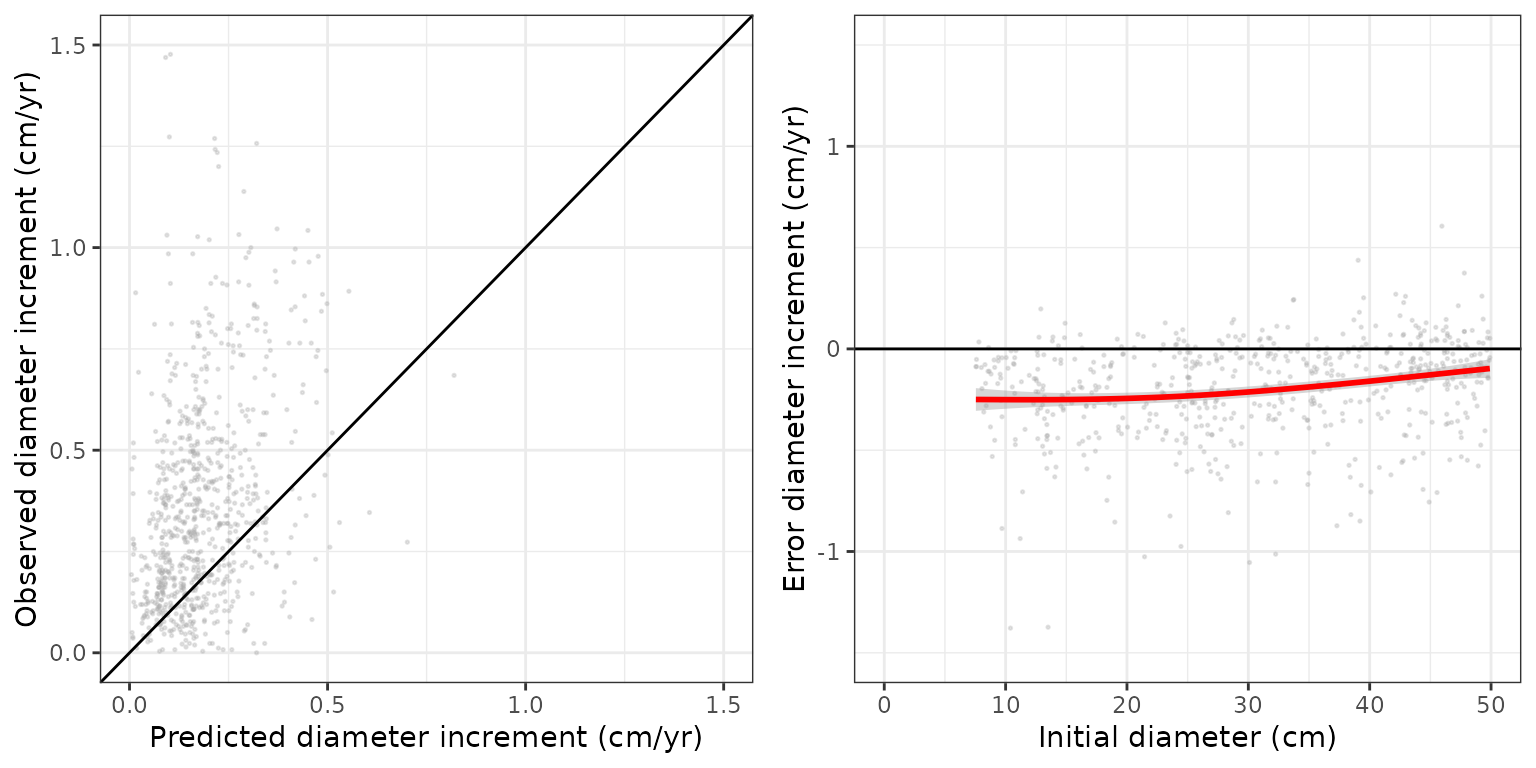 Observed diameter increment (cm/yr)
1.5
1.0
0.5
0.0
0.0 0.5 1.0 1.5
Predicted diameter increment (cm/yr)
Error diameter increment (cm/yr)
1
0
-1
0 10 20 30 40 50
Initial diameter (cm)